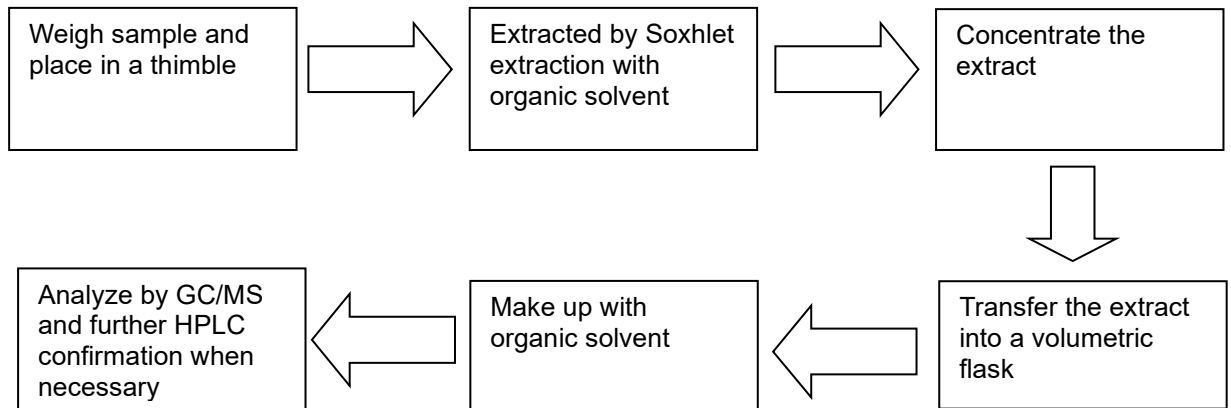 Weigh sample and
place in a thimble
Extracted by Soxhlet
extraction with
organic solvent
Concentrate the
extract
Transfer the extract
into a volumetric
flask
Make up with
organic solvent
Analyze by GC/MS
and further HPLC
confirmation when
necessary